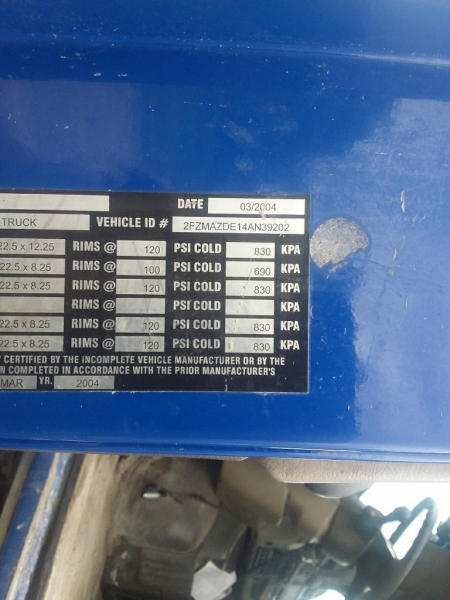 DATE 03/2004
TRUCK VEHICLE ID # 2FZMAZDE14AN39202
22.5 x 12.25 RIMS @ 120 PSI COLD 830 KPA
22.5 x 8.25 RIMS @ 100 PSI COLD 690 KPA
22.5 x 8.25 RIMS @ 120 PSI COLD 830 KPA
RIMS @ PSI COLD KPA
22.5 x 8.25 RIMS @ 120 PSI COLD 830 KPA
22.5 x 8.25 RIMS @ 120 PSI COLD 830 KPA
Y CERTIFIED BY THE INCOMPLETE VEHICLE MANUFACTURER OR BY THE
N COMPLETED IN ACCORDANCE WITH THE PRIOR MANUFACTURER'S
MAR YR. 2004